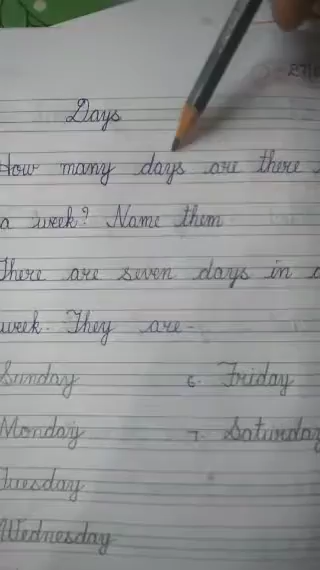 Days
How many days are there
a week? Name them
There are seven days in a
week. They are-
Sunday 6. Friday
Monday 7. Saturday
Tuesday
Wednesday